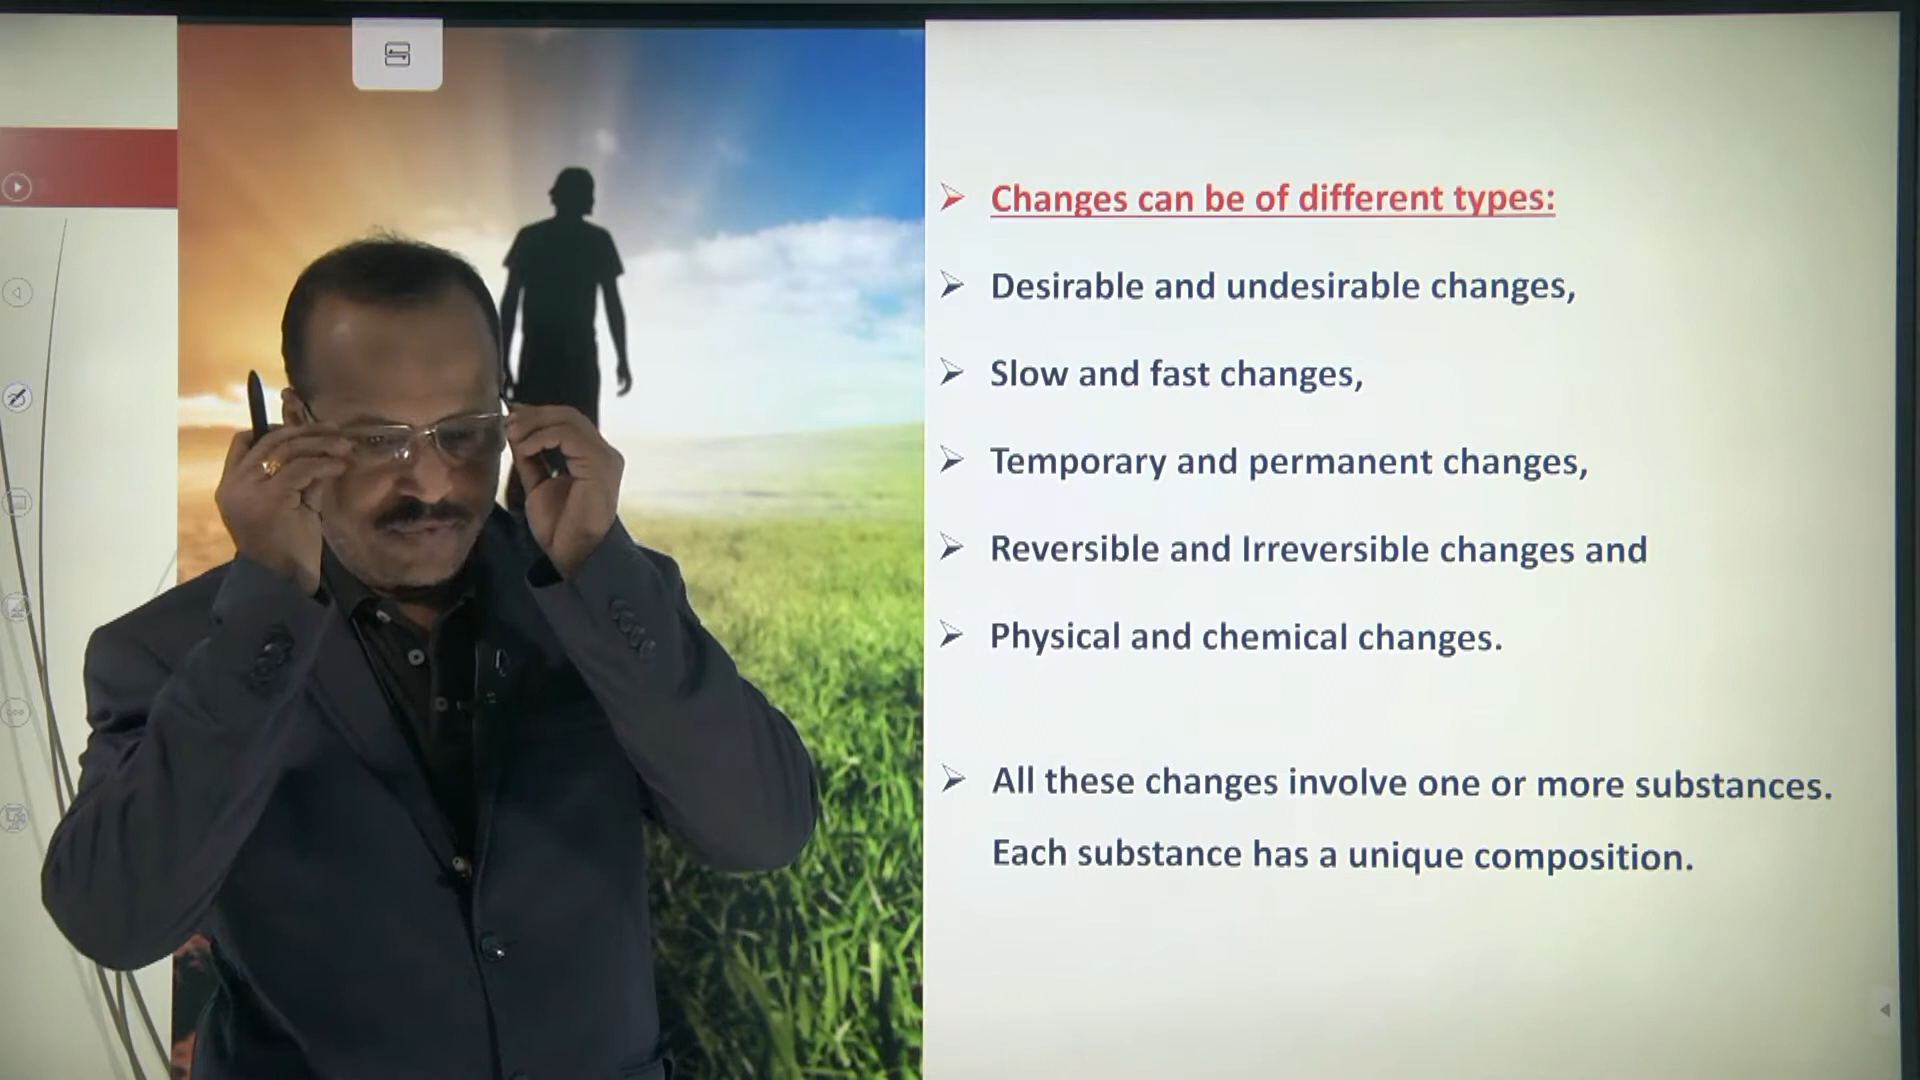 Changes can be of different types:
Desirable and undesirable changes,
Slow and fast changes,
Temporary and permanent changes,
Reversible and Irreversible changes and
Physical and chemical changes.
All these changes involve one or more substances.
Each substance has a unique composition.